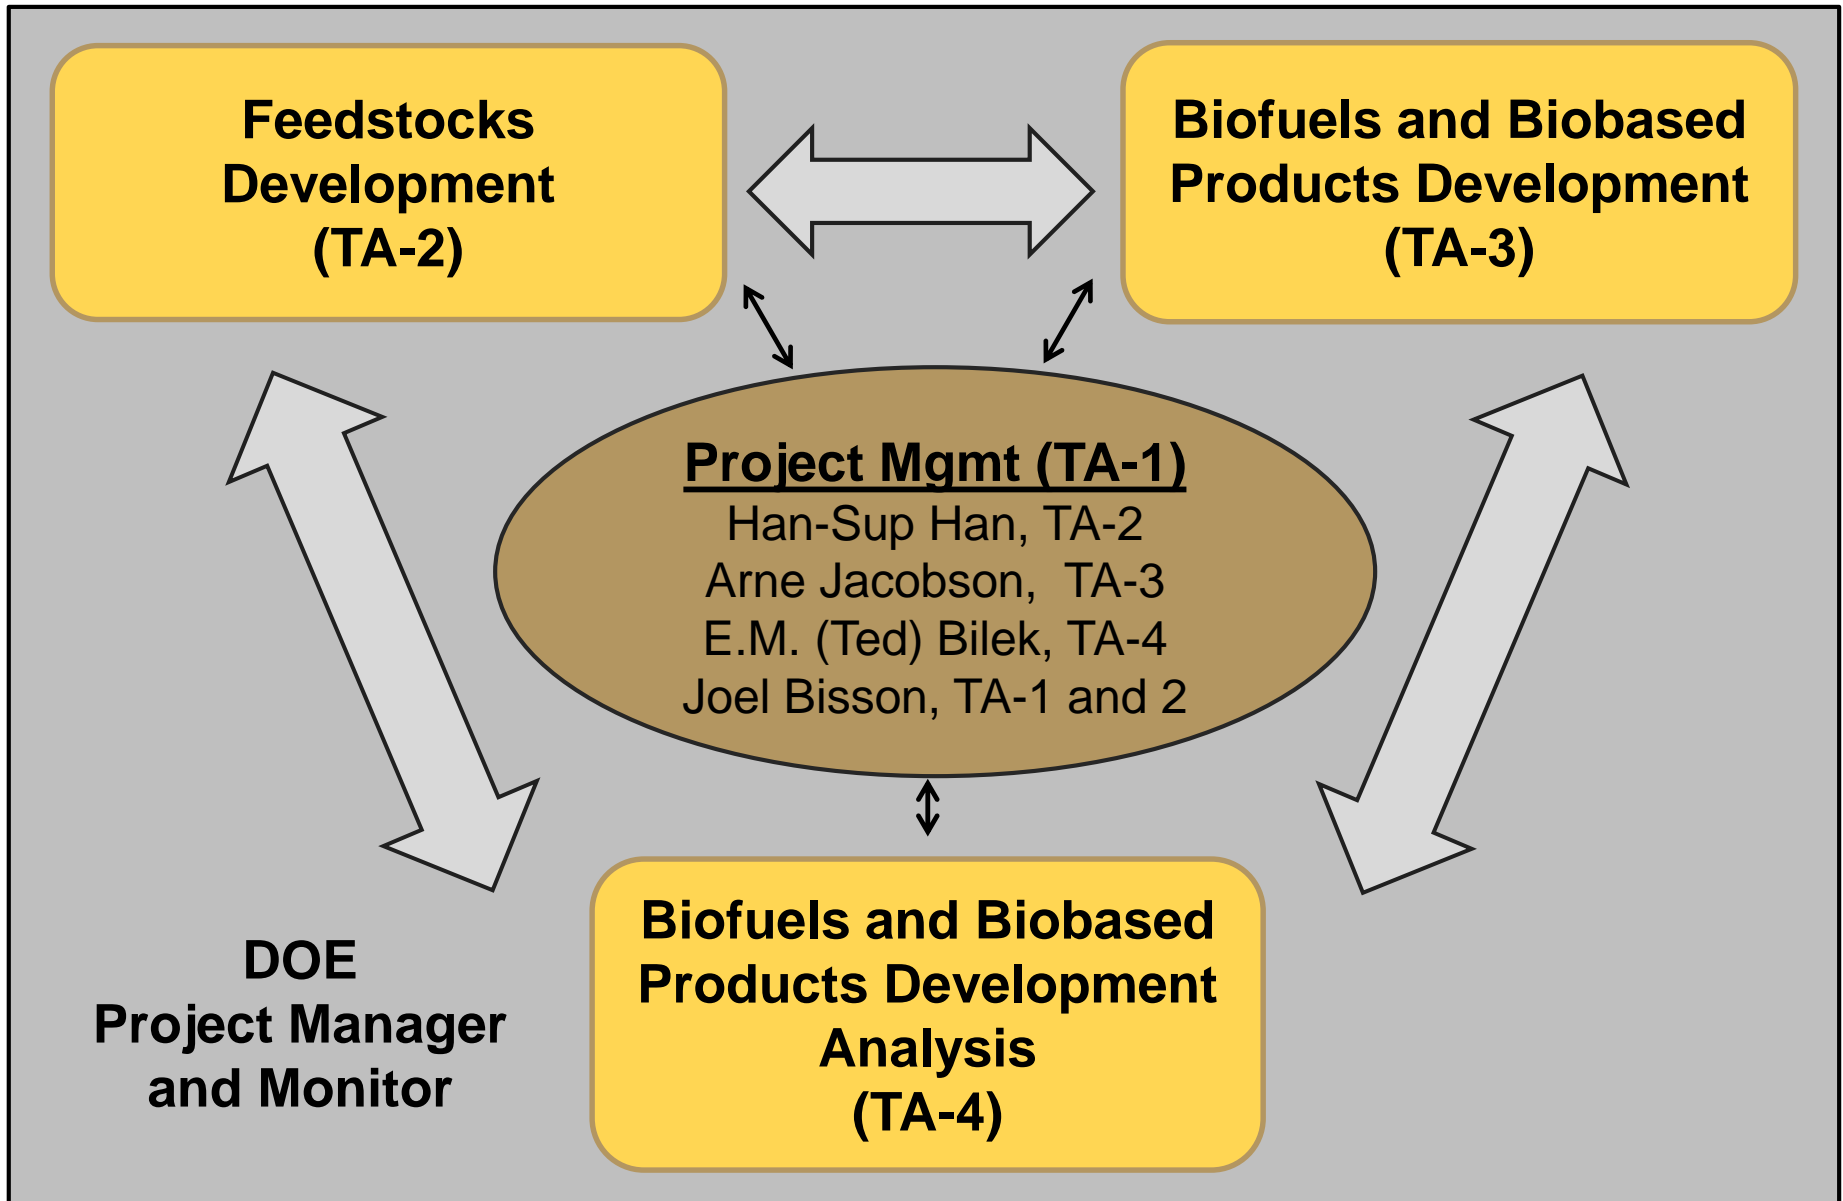 Feedstocks
Development
(TA-2)
Biofuels and Biobased
Products Development
(TA-3)
Project Mgmt (TA-1)
Han-Sup Han, TA-2
Arne Jacobson,  TA-3
E.M. (Ted) Bilek, TA-4
Joel Bisson, TA-1 and 2
DOE
Project Manager
and Monitor
Biofuels and Biobased
Products Development
Analysis
(TA-4)